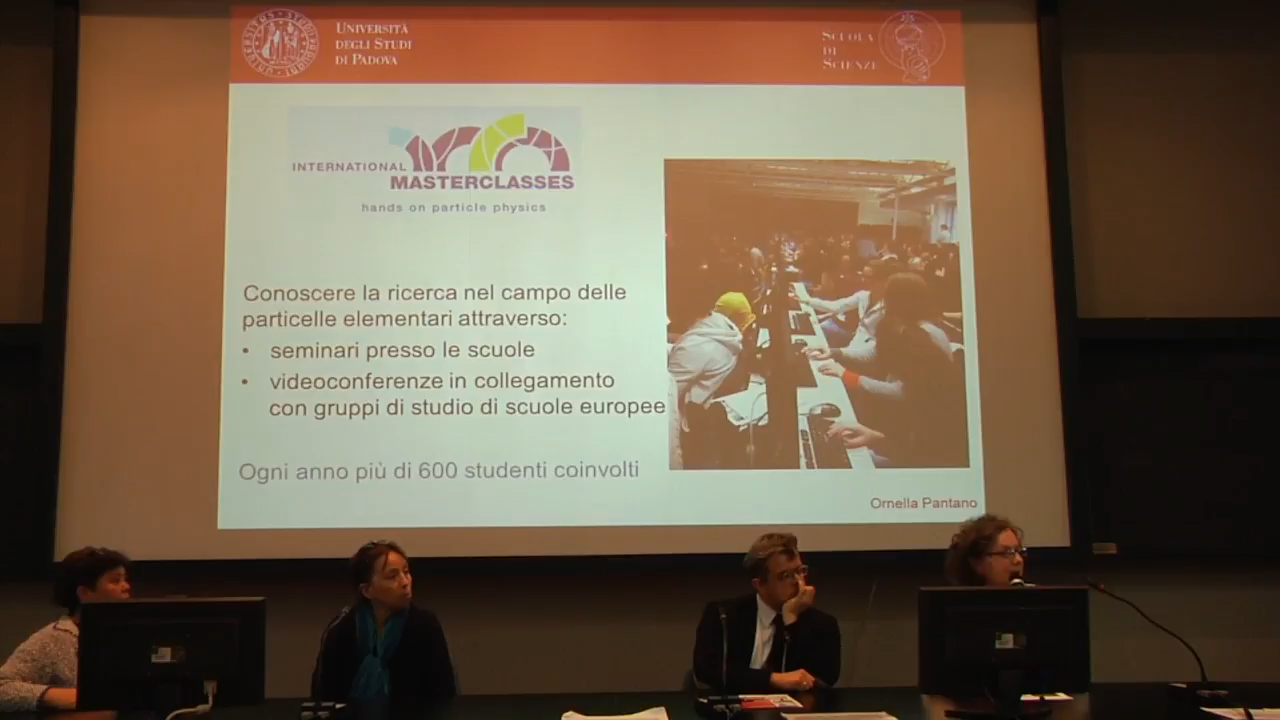 UNIVERSITÀ
DEGLI STUDI
DI PADOVA
SCUOLA
DI
SCIENZE
INTERNATIONAL
MASTERCLASSES
hands on particle physics
Conoscere la ricerca nel campo delle
particelle elementari attraverso:
• seminari presso le scuole
• videoconferenze in collegamento
con gruppi di studio di scuole europee
Ogni anno più di 600 studenti coinvolti
Ornella Pantano